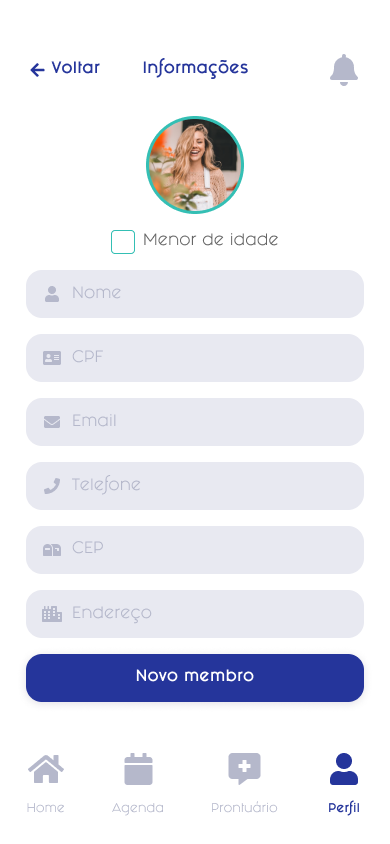 Voltar
Informações
Menor de idade
Nome
CPF
Email
Telefone
CEP
Endereço
Novo membro
Home
Agenda
Prontuário
Perfil